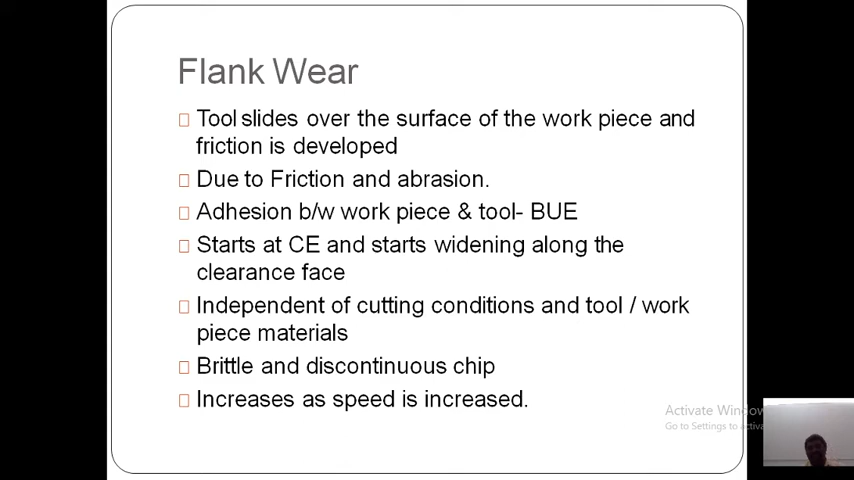 Flank Wear
Tool slides over the surface of the work piece and
friction is developed
Due to Friction and abrasion.
Adhesion b/w work piece & tool- BUE
Starts at CE and starts widening along the
clearance face
Independent of cutting conditions and tool / work
piece materials
Brittle and discontinuous chip
Increases as speed is increased.
Activate Window
Go to Settings to activa